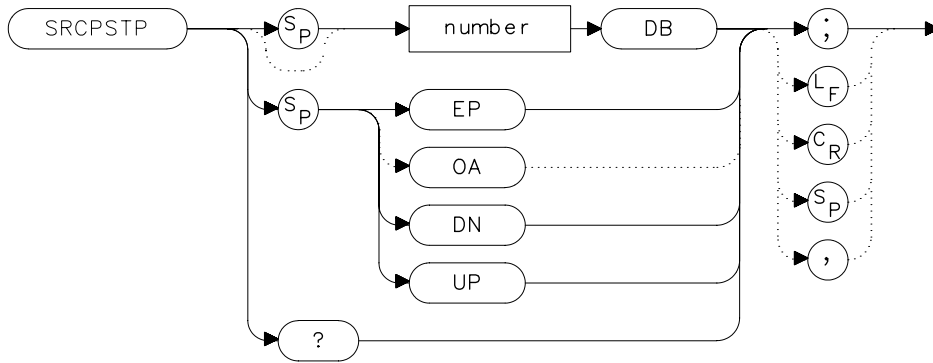 SRCPSTP SP number DB ;
LF
SP EP
CR
OA
SP
DN
,
UP
?